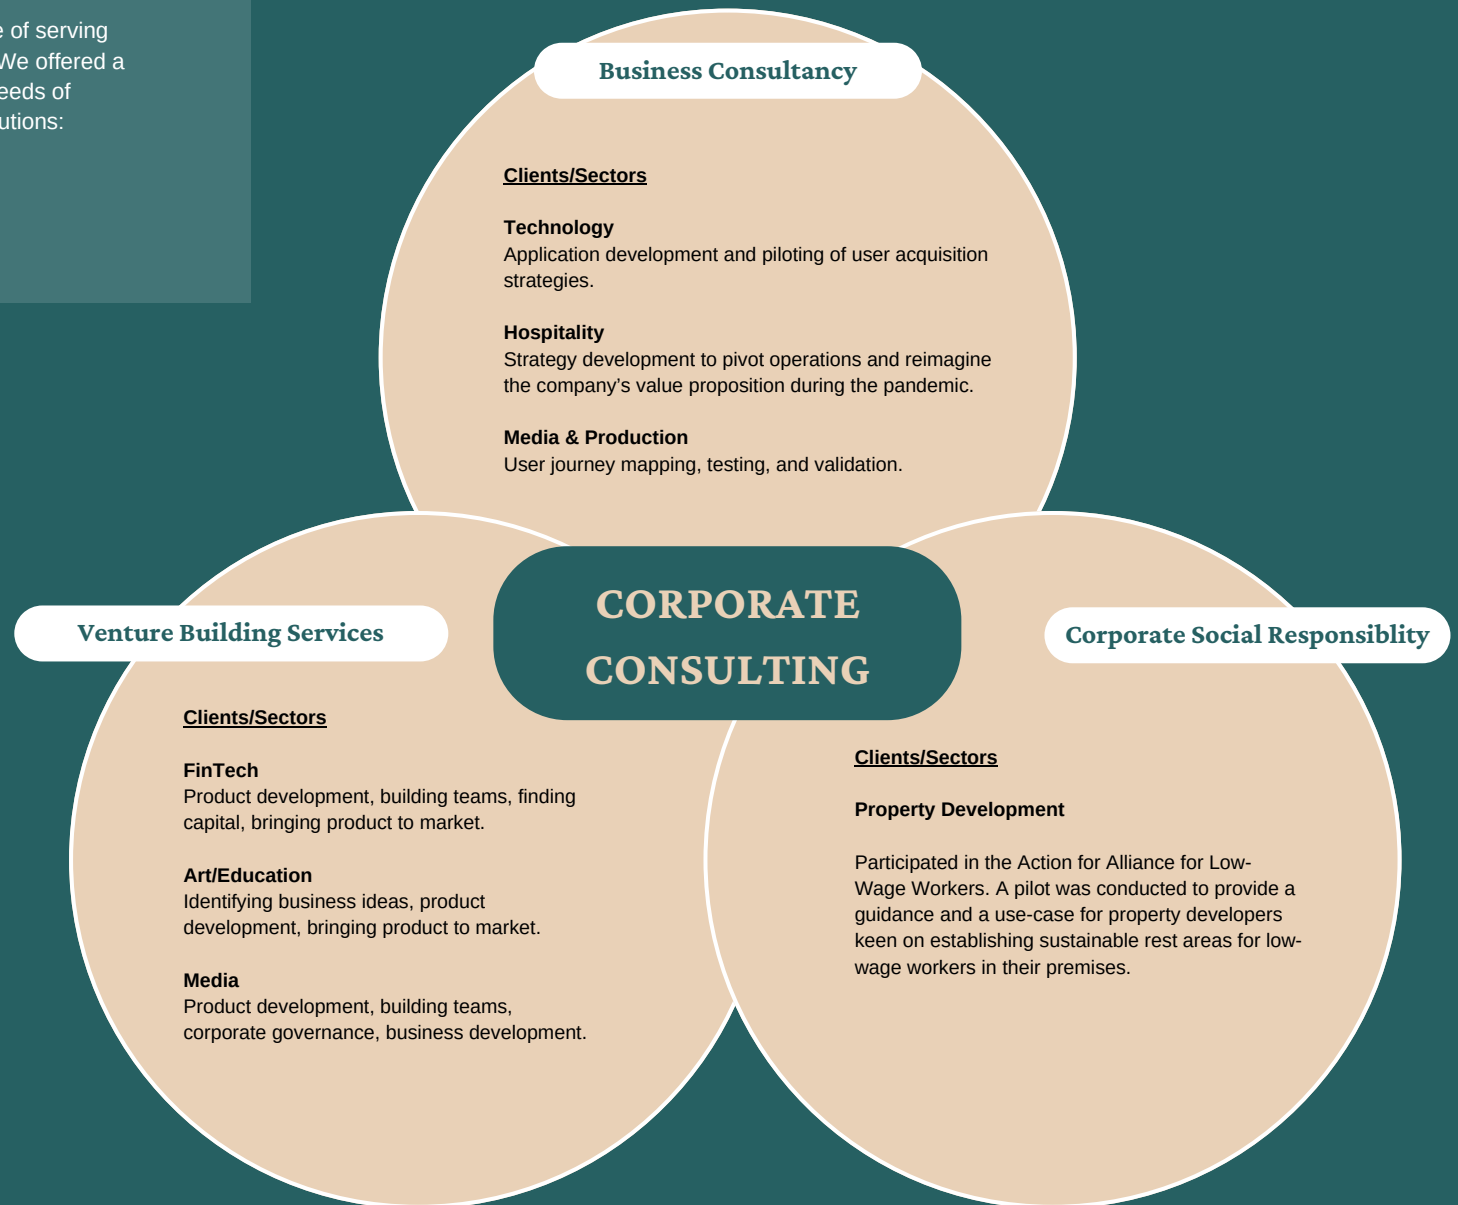 e of serving
We offered a
eeds of
utions:
Business Consultancy
Clients/Sectors
Technology
Application development and piloting of user acquisition
strategies.
Hospitality
Strategy development to pivot operations and reimagine
the company's value proposition during the pandemic.
Media & Production
User journey mapping, testing, and validation.
CORPORATE
CONSULTING
Venture Building Services
Clients/Sectors
FinTech
Product development, building teams, finding
capital, bringing product to market.
Art/Education
Identifying business ideas, product
development, bringing product to market.
Media
Product development, building teams,
corporate governance, business development.
Corporate Social Responsiblity
Clients/Sectors
Property Development
Participated in the Action for Alliance for Low-
Wage Workers. A pilot was conducted to provide a
guidance and a use-case for property developers
keen on establishing sustainable rest areas for low-
wage workers in their premises.